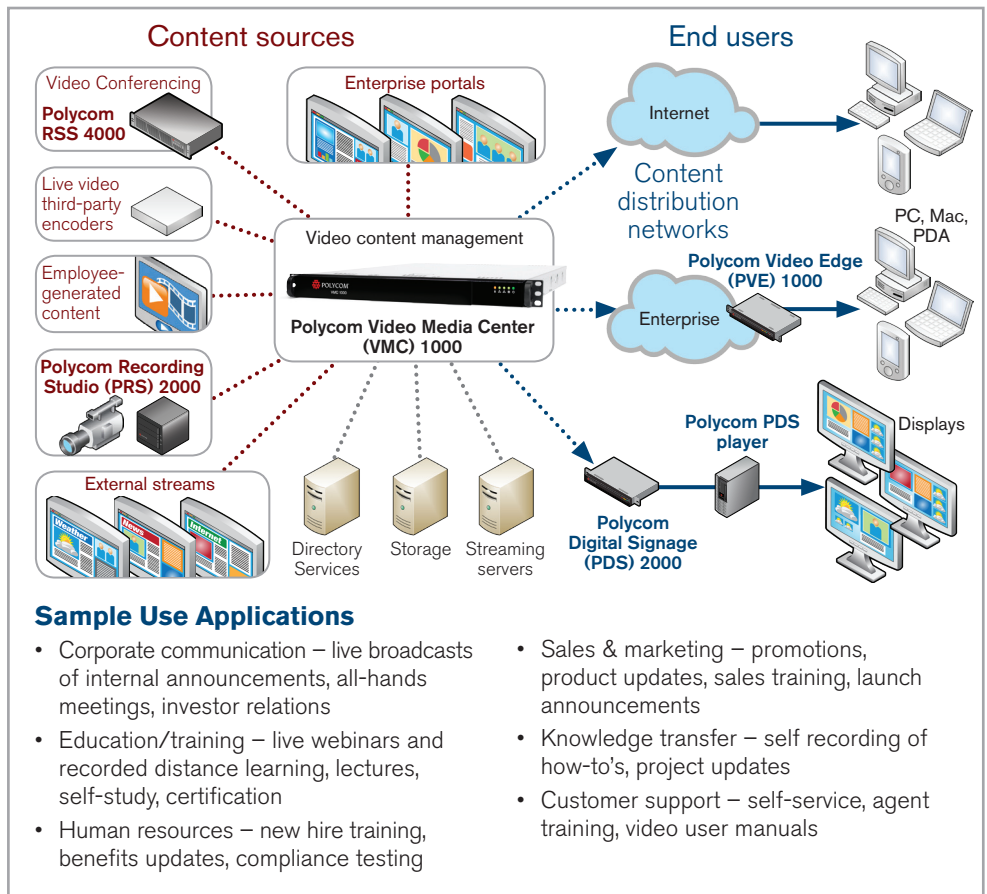 Content sources
End users
Video Conferencing
Polycom
RSS 4000
Enterprise portals
Internet
Live video
third-party
encoders
Content
distribution
networks
Video content management
POLYCOM
VMC 1000
Polycom Video Media Center
(VMC) 1000
Employee-
generated
content
PC, Mac,
PDA
Polycom Video Edge
(PVE) 1000
Enterprise
Polycom Recording
Studio (PRS) 2000
Polycom PDS
player
Displays
External streams
Weather
News
Internet
Directory
Services
Storage
Streaming
servers
Polycom
Digital Signage
(PDS) 2000
Sample Use Applications
• Corporate communication – live broadcasts
of internal announcements, all-hands
meetings, investor relations
• Education/training – live webinars and
recorded distance learning, lectures,
self-study, certification
• Human resources – new hire training,
benefits updates, compliance testing
• Sales & marketing – promotions,
product updates, sales training, launch
announcements
• Knowledge transfer – self recording of
how-to's, project updates
• Customer support – self-service, agent
training, video user manuals